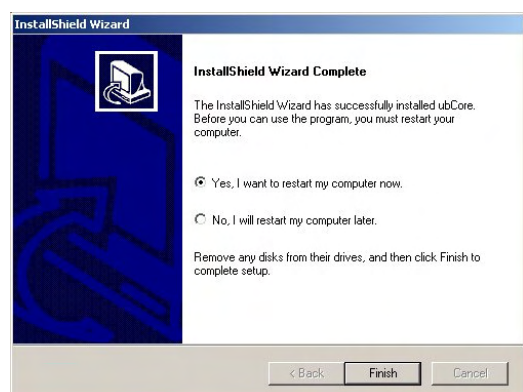 InstallShield Wizard
InstallShield Wizard Complete
The InstallShield Wizard has successfully installed ubCore.
Before you can use the program, you must restart your
computer.
Yes, I want to restart my computer now.
No, I will restart my computer later.
Remove any disks from their drives, and then click Finish to
complete setup.
< Back Finish Cancel